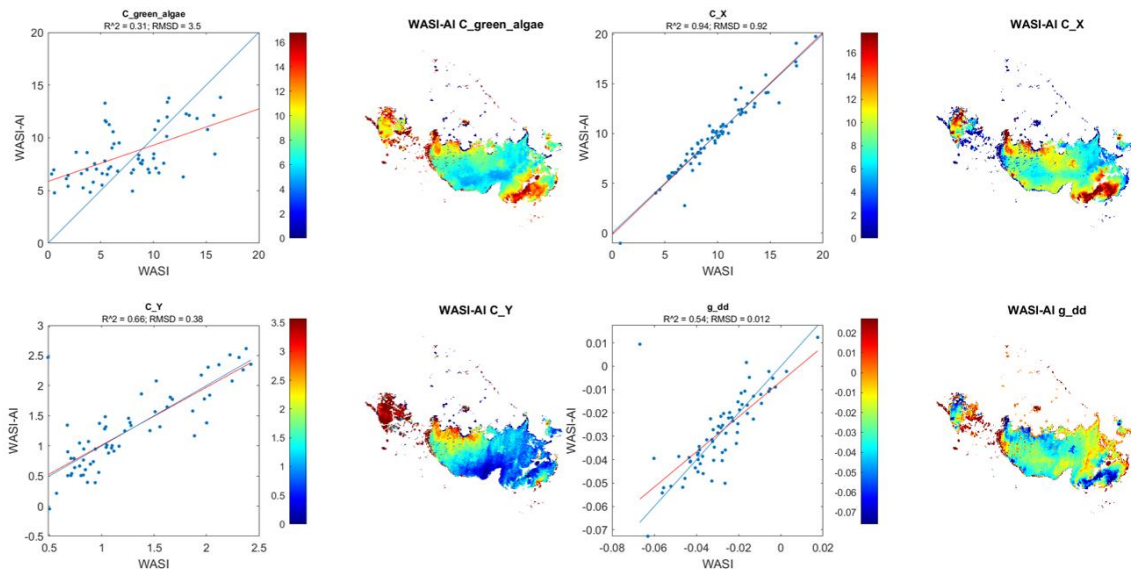 C_green_algae
R^2 = 0.31; RMSD = 3.5
20
15
10
5
0
0 5 10 15 20
WASI-AI
WASI
16
14
12
10
8
6
4
2
0
WASI-AI C_green_algae
C_X
R^2 = 0.94; RMSD = 0.92
20
15
10
5
0
0 5 10 15 20
WASI-AI
WASI
16
14
12
10
8
6
4
2
0
WASI-AI C_X
C_Y
R^2 = 0.66; RMSD = 0.38
3
2.5
2
1.5
1
0.5
0
-0.5
0.5 1 1.5 2 2.5
WASI-AI
WASI
3.5
3
2.5
2
1.5
1
0.5
0
WASI-AI C_Y
g_dd
R^2 = 0.54; RMSD = 0.012
0.01
0
-0.01
-0.02
-0.03
-0.04
-0.05
-0.06
-0.07
-0.08 -0.06 -0.04 -0.02 0 0.02
WASI-AI
WASI
0.02
0.01
0
-0.01
-0.02
-0.03
-0.04
-0.05
-0.06
-0.07
WASI-AI g_dd